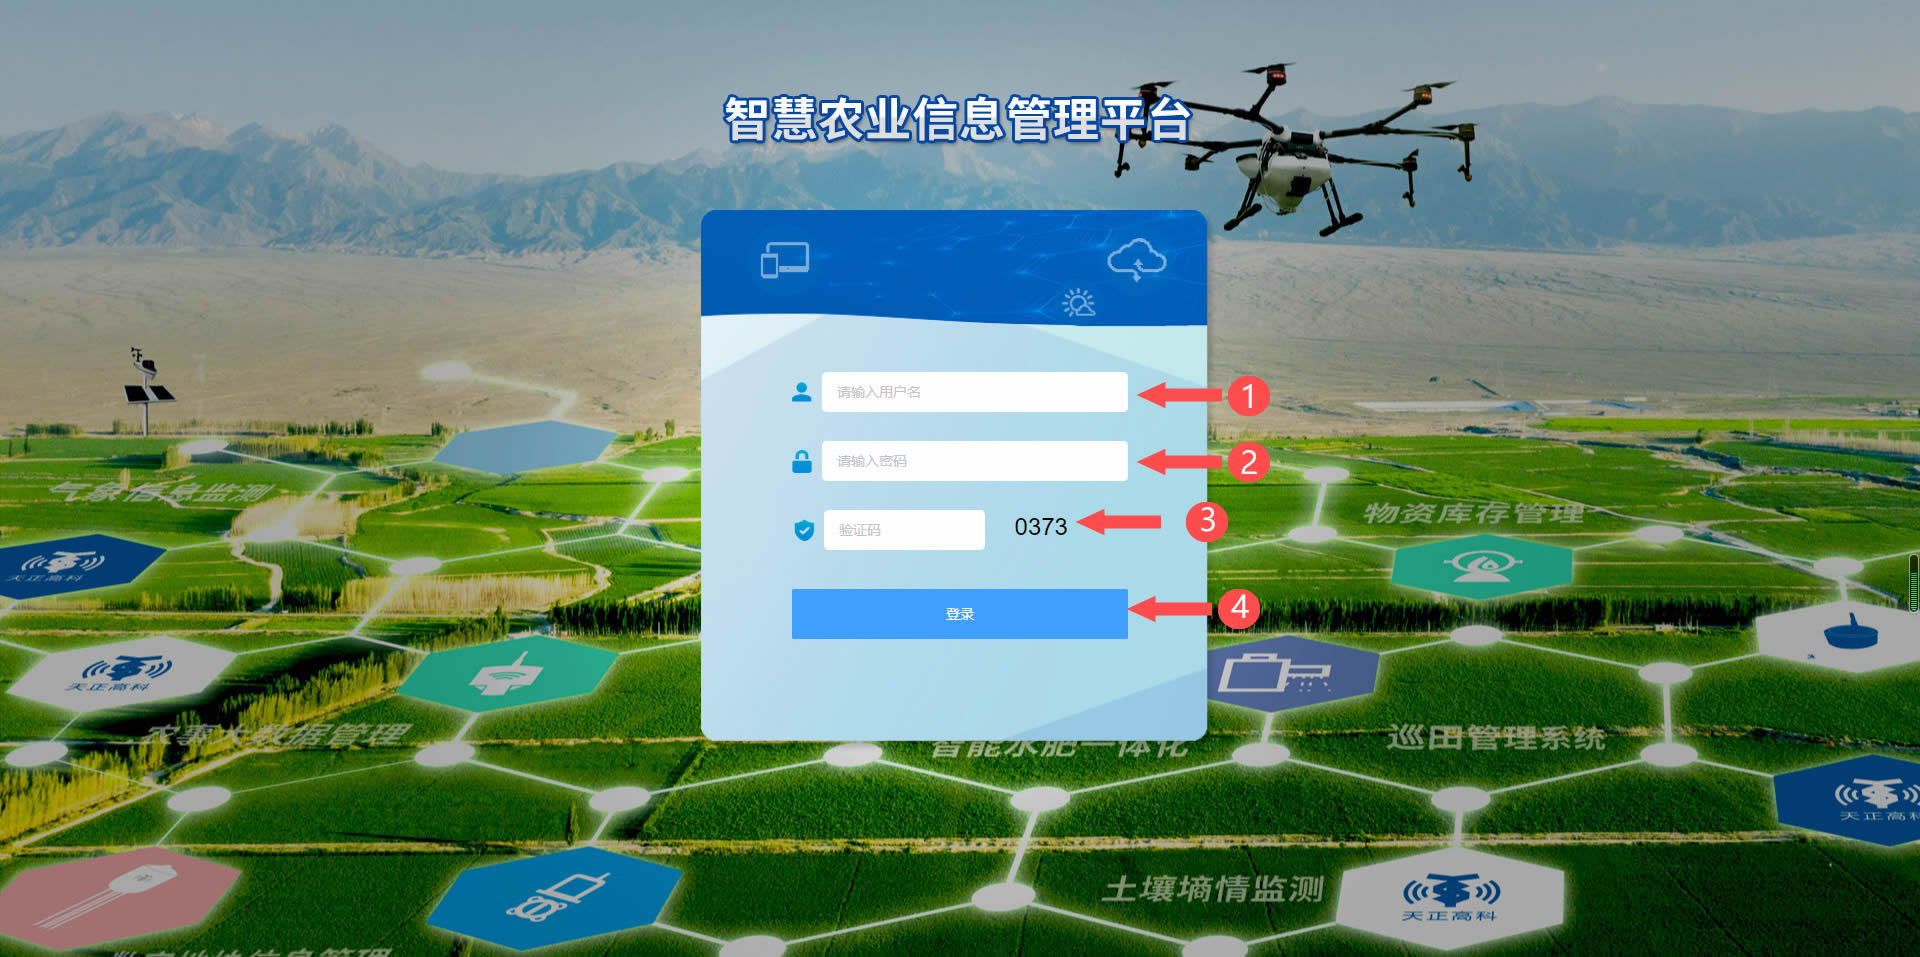 智慧农业信息管理平台
请输入用户名
1
请输入密码
2
验证码
0373
3
登录
4
气象信息监测
物资库存管理
天正高科
天正高科
农事大数据管理
智能水肥一体化
巡田管理系统
天正高科
土壤墒情监测
天正高科